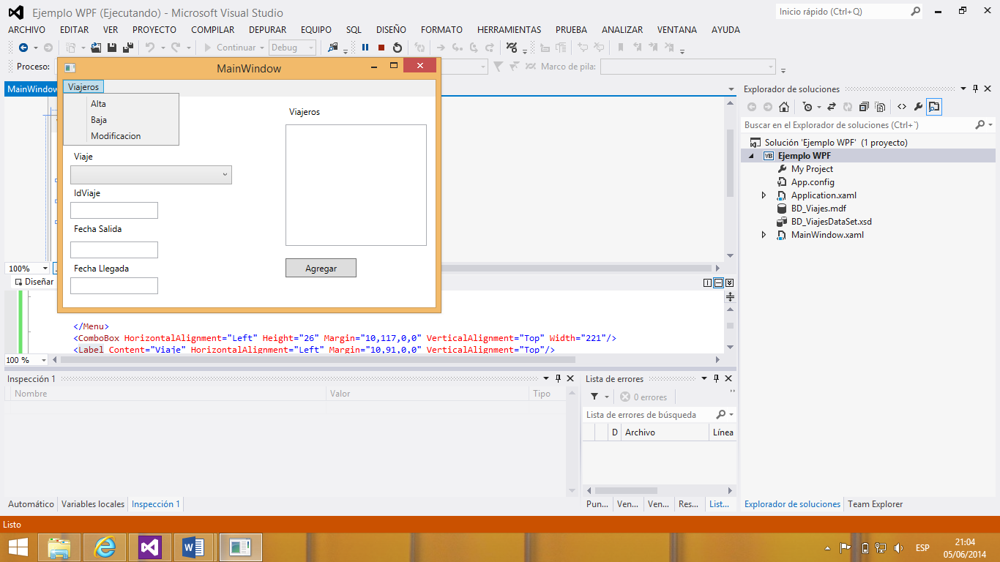 Ejemplo WPF (Ejecutando) - Microsoft Visual Studio
Inicio rápido (Ctrl+Q)
ARCHIVO EDITAR VER PROYECTO COMPILAR DEPURAR EQUIPO SQL DISEÑO FORMATO HERRAMIENTAS PRUEBA ANALIZAR VENTANA AYUDA
Continuar Debug
Proceso: Marco de pila:
MainWindow
MainWindow
Viajeros
Alta
Baja
Modificacion
Viaje
IdViaje
Fecha Salida
Fecha Llegada
Viajeros
Agregar
100%
Diseñar
</Menu>
<ComboBox HorizontalAlignment="Left" Height="26" Margin="10,117,0,0" VerticalAlignment="Top" Width="221"/>
<Label Content="Viaje" HorizontalAlignment="Left" Margin="10,91,0,0" VerticalAlignment="Top"/>
100 %
Explorador de soluciones
Buscar en el Explorador de soluciones (Ctrl+`)
Solución 'Ejemplo WPF' (1 proyecto)
VB Ejemplo WPF
My Project
App.config
Application.xaml
BD_Viajes.mdf
BD_ViajesDataSet.xsd
MainWindow.xaml
Inspección 1
Nombre Valor Tipo
Automático Variables locales Inspección 1
Lista de errores
0 errores
Lista de errores de búsqueda
D Archivo Línea
Pun... Ven... Ven... Res... List...
Explorador de soluciones Team Explorer
Listo
ESP
21:04
05/06/2014